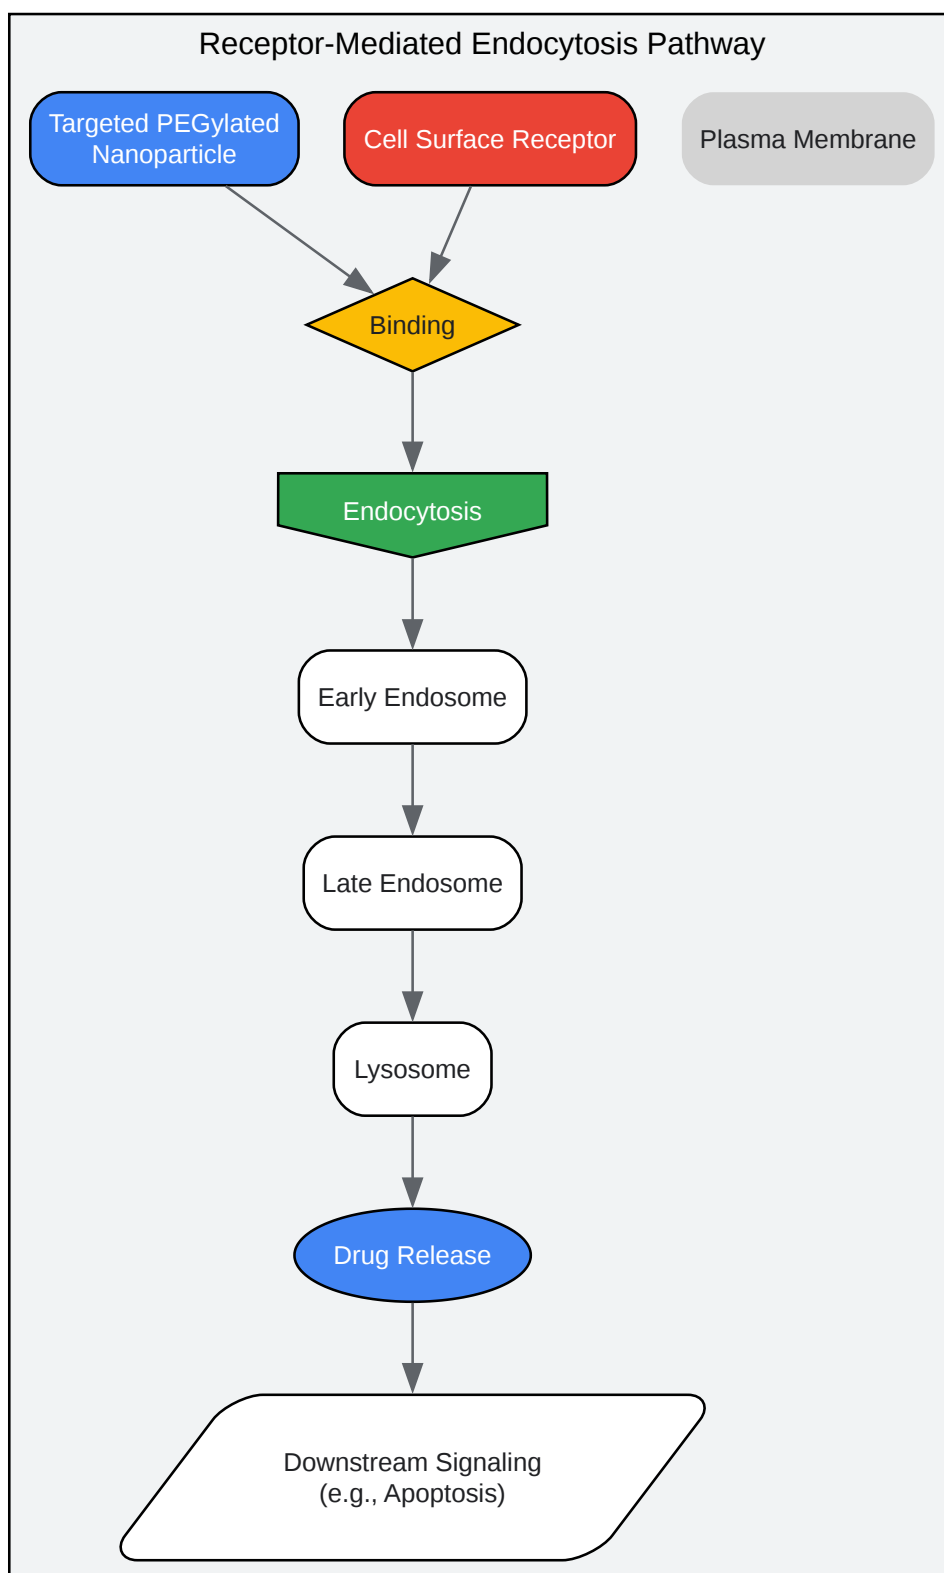 Receptor-Mediated Endocytosis Pathway
Targeted PEGylated
Nanoparticle
Cell Surface Receptor
Plasma Membrane
Binding
Endocytosis
Early Endosome
Late Endosome
Lysosome
Drug Release
Downstream Signaling
(e.g., Apoptosis)